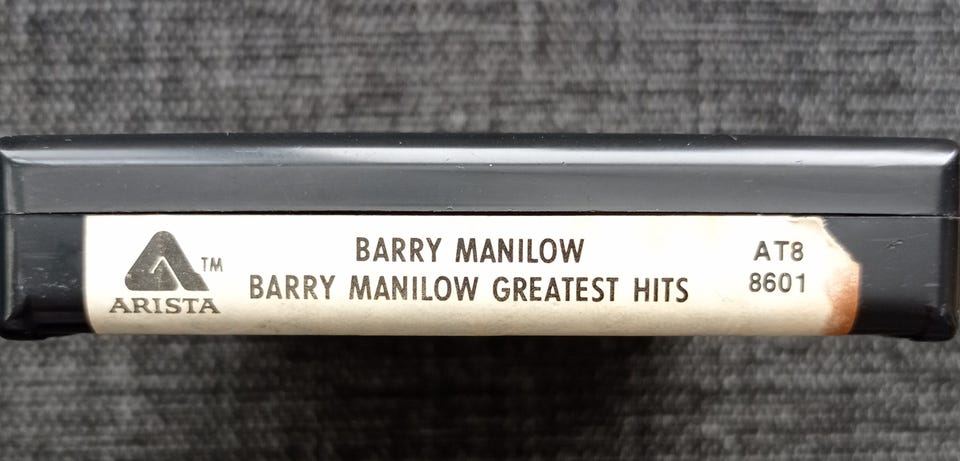 TM
ARISTA
BARRY MANILOW
BARRY MANILOW GREATEST HITS
AT8
8601